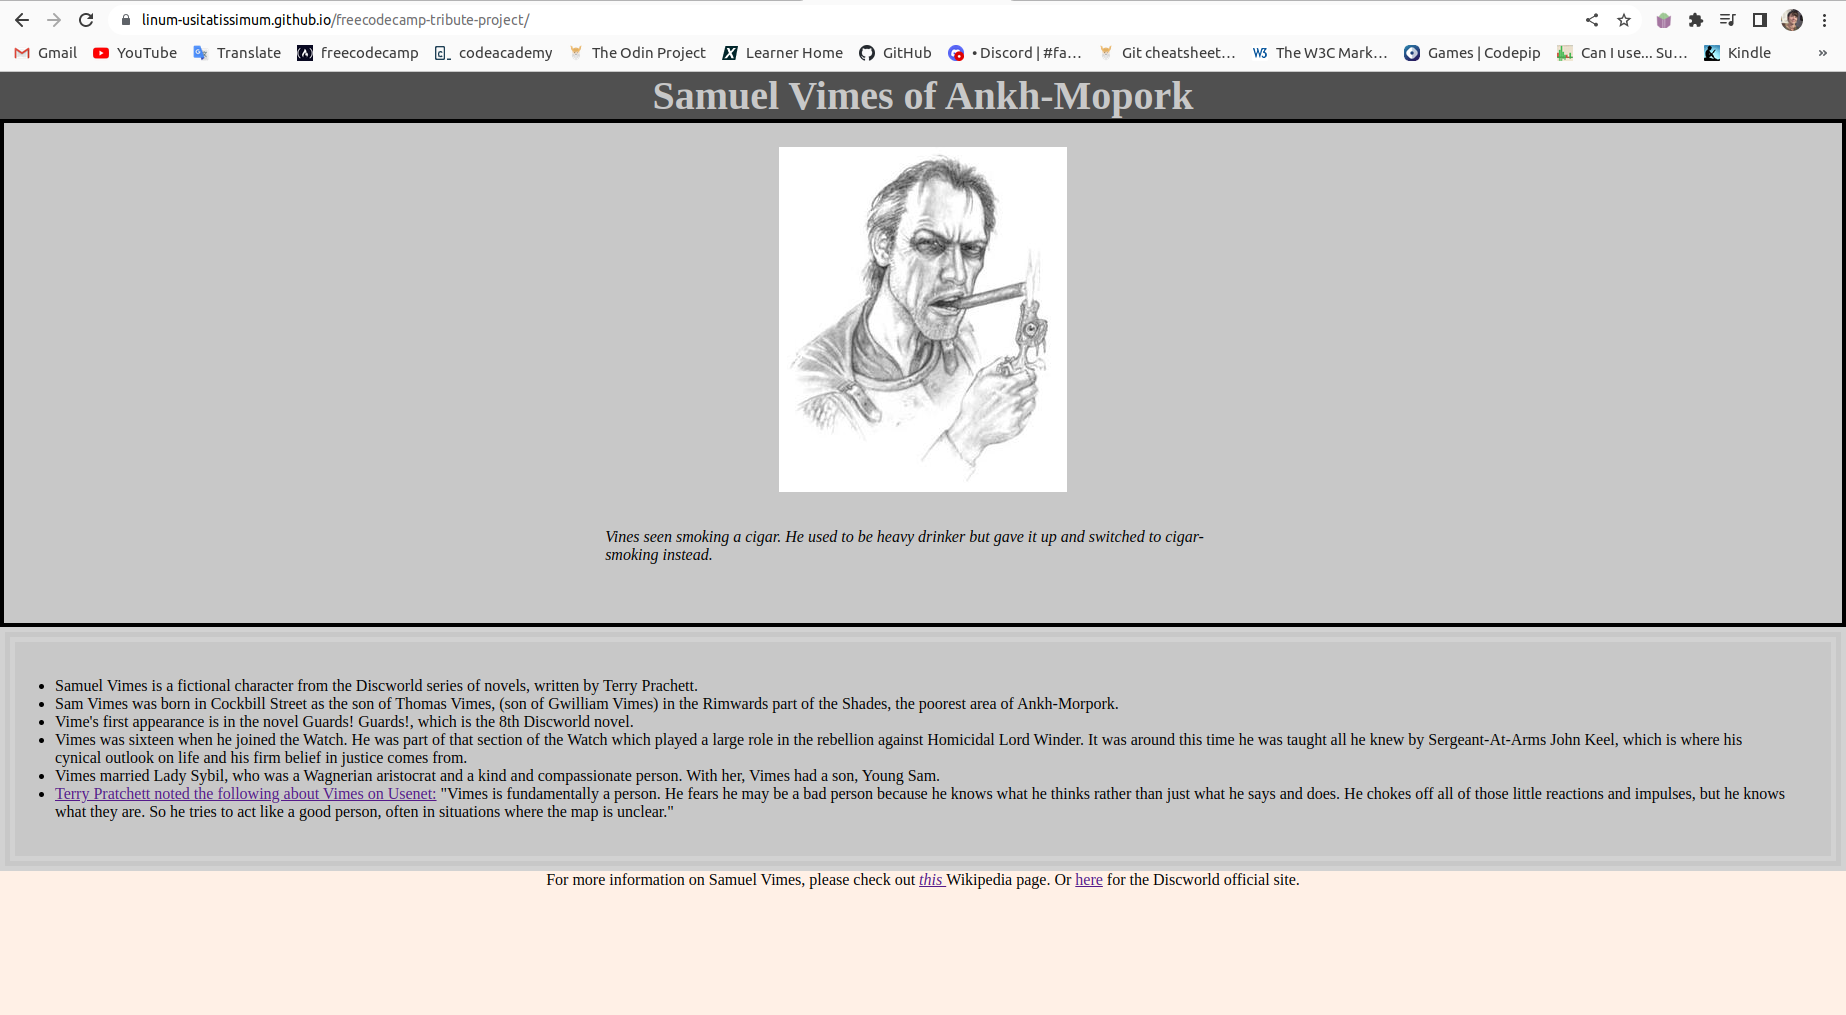 linum-usitatissimum.github.io/freecodecamp-tribute-project/
Gmail YouTube Translate freecodecamp codeacademy The Odin Project Learner Home GitHub • Discord | #fa... Git cheatsheet... The W3C Mark... Games | Codepip Can I use... Su... Kindle »
Samuel Vimes of Ankh-Mopork
Vines seen smoking a cigar. He used to be heavy drinker but gave it up and switched to cigar-
smoking instead.
• Samuel Vimes is a fictional character from the Discworld series of novels, written by Terry Prachett.
• Sam Vimes was born in Cockbill Street as the son of Thomas Vimes, (son of Gwilliam Vimes) in the Rimwards part of the Shades, the poorest area of Ankh-Morpork.
• Vime's first appearance is in the novel Guards! Guards!, which is the 8th Discworld novel.
• Vimes was sixteen when he joined the Watch. He was part of that section of the Watch which played a large role in the rebellion against Homicidal Lord Winder. It was around this time he was taught all he knew by Sergeant-At-Arms John Keel, which is where his
cynical outlook on life and his firm belief in justice comes from.
• Vimes married Lady Sybil, who was a Wagnerian aristocrat and a kind and compassionate person. With her, Vimes had a son, Young Sam.
• Terry Pratchett noted the following about Vimes on Usenet: "Vimes is fundamentally a person. He fears he may be a bad person because he knows what he thinks rather than just what he says and does. He chokes off all of those little reactions and impulses, but he knows
what they are. So he tries to act like a good person, often in situations where the map is unclear."
For more information on Samuel Vimes, please check out this Wikipedia page. Or here for the Discworld official site.